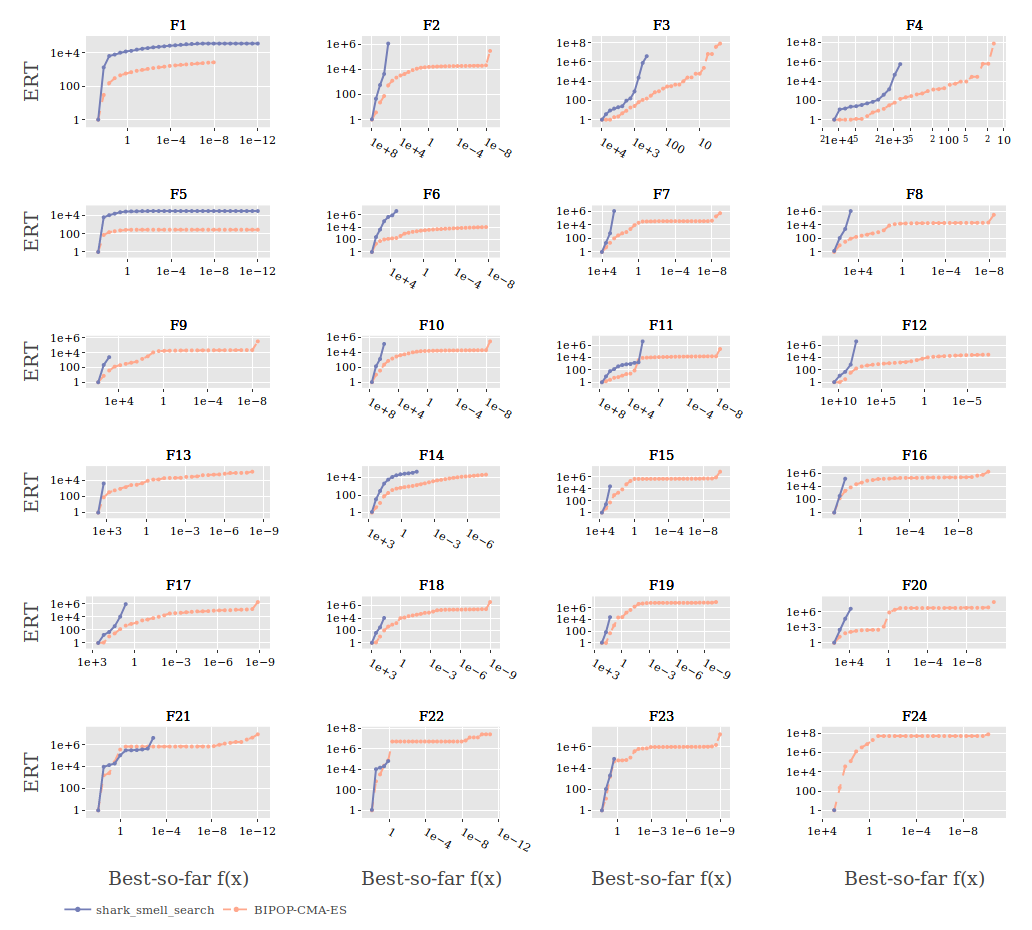 F1 F2 F3 F4
ERT
1e+4 100 1
1 1e−4 1e−8 1e−12
1e+6 1e+4 100 1
1e+8 1e+4 1 1e−4 1e−8
1e+8 1e+6 1e+4 100 1
1e+4 1e+3 100 10
1e+8 1e+6 1e+4 100 1
2 1e+4 5 2 1e+3 5 2 100 5 2 10
F5 F6 F7 F8
ERT
1e+4 100 1
1 1e−4 1e−8 1e−12
1e+6 1e+4 100 1
1e+4 1 1e−4 1e−8
1e+6 1e+4 100 1
1e+4 1 1e−4 1e−8
1e+6 1e+4 100 1
1e+4 1 1e−4 1e−8
F9 F10 F11 F12
ERT
1e+6 1e+4 100 1
1e+4 1 1e−4 1e−8
1e+6 1e+4 100 1
1e+8 1e+4 1 1e−4 1e−8
1e+6 1e+4 100 1
1e+8 1e+4 1 1e−4 1e−8
1e+6 1e+4 100 1
1e+10 1e+5 1 1e−5
F13 F14 F15 F16
ERT
1e+4 100 1
1e+3 1 1e−3 1e−6 1e−9
1e+4 100 1
1e+3 1 1e−3 1e−6
1e+6 1e+4 100 1
1e+4 1 1e−4 1e−8
1e+6 1e+4 100 1
1 1e−4 1e−8
F17 F18 F19 F20
ERT
1e+6 1e+4 100 1
1e+3 1 1e−3 1e−6 1e−9
1e+6 1e+4 100 1
1e+3 1 1e−3 1e−6 1e−9
1e+6 1e+4 100 1
1e+3 1 1e−3 1e−6 1e−9
1e+6 1e+3 1
1e+4 1 1e−4 1e−8
F21 F22 F23 F24
ERT
1e+6 1e+4 100 1
1 1e−4 1e−8 1e−12
1e+8 1e+6 1e+4 100 1
1 1e−4 1e−8 1e−12
1e+6 1e+4 100 1
1 1e−3 1e−6 1e−9
1e+8 1e+6 1e+4 100 1
1e+4 1 1e−4 1e−8
Best-so-far f(x) Best-so-far f(x) Best-so-far f(x) Best-so-far f(x)
shark_smell_search BIPOP-CMA-ES